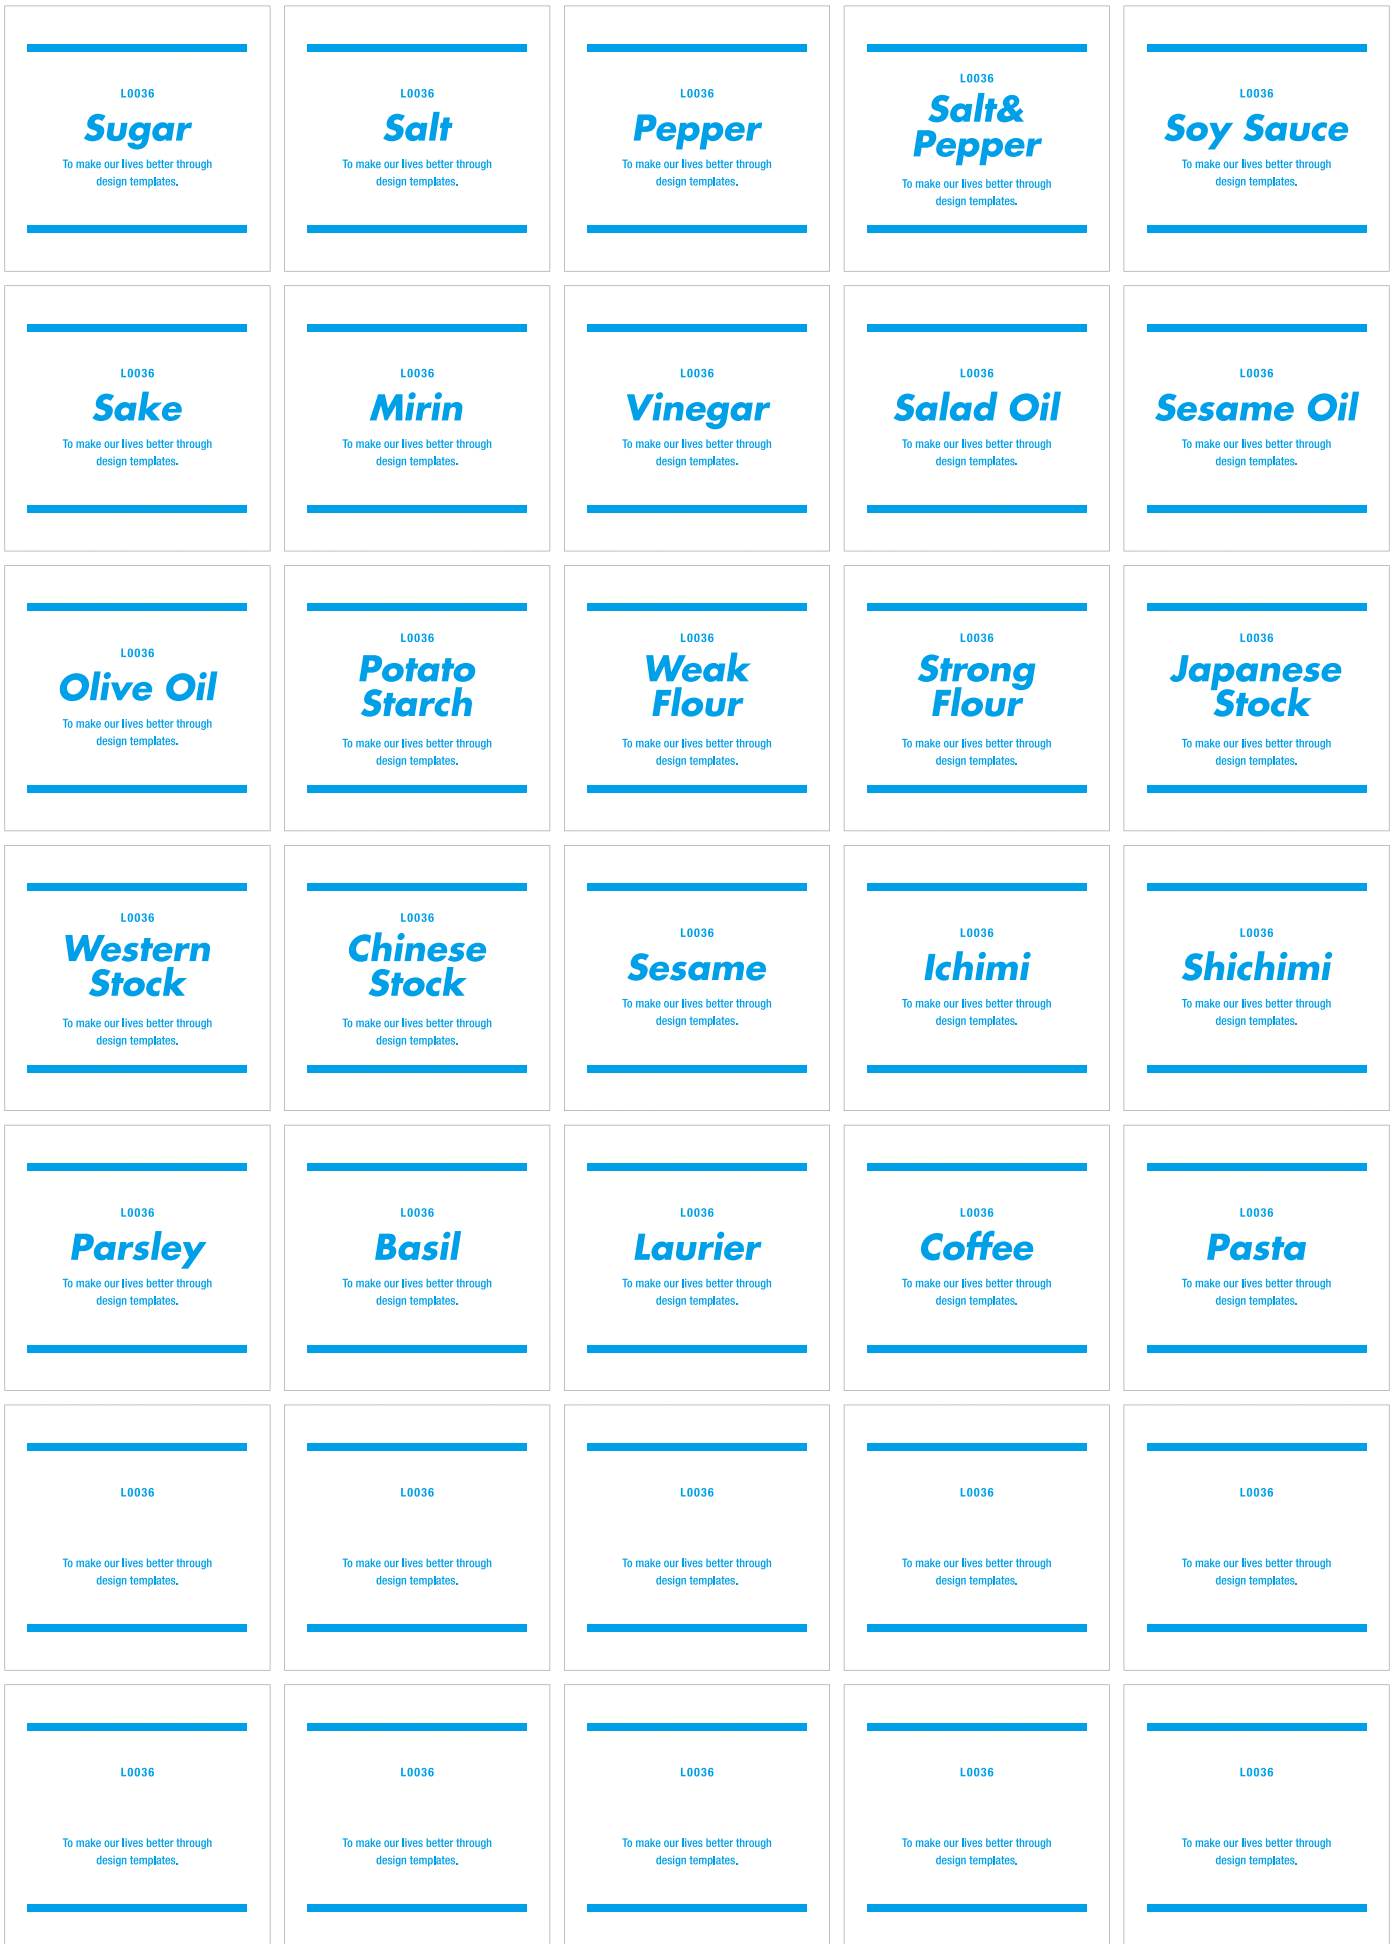 L0036
Sugar
To make our lives better through
design templates.
L0036
Salt
To make our lives better through
design templates.
L0036
Pepper
To make our lives better through
design templates.
L0036
Salt&
Pepper
To make our lives better through
design templates.
L0036
Soy Sauce
To make our lives better through
design templates.
L0036
Sake
To make our lives better through
design templates.
L0036
Mirin
To make our lives better through
design templates.
L0036
Vinegar
To make our lives better through
design templates.
L0036
Salad Oil
To make our lives better through
design templates.
L0036
Sesame Oil
To make our lives better through
design templates.
L0036
Olive Oil
To make our lives better through
design templates.
L0036
Potato
Starch
To make our lives better through
design templates.
L0036
Weak
Flour
To make our lives better through
design templates.
L0036
Strong
Flour
To make our lives better through
design templates.
L0036
Japanese
Stock
To make our lives better through
design templates.
L0036
Western
Stock
To make our lives better through
design templates.
L0036
Chinese
Stock
To make our lives better through
design templates.
L0036
Sesame
To make our lives better through
design templates.
L0036
Ichimi
To make our lives better through
design templates.
L0036
Shichimi
To make our lives better through
design templates.
L0036
Parsley
To make our lives better through
design templates.
L0036
Basil
To make our lives better through
design templates.
L0036
Laurier
To make our lives better through
design templates.
L0036
Coffee
To make our lives better through
design templates.
L0036
Pasta
To make our lives better through
design templates.
L0036
To make our lives better through
design templates.
L0036
To make our lives better through
design templates.
L0036
To make our lives better through
design templates.
L0036
To make our lives better through
design templates.
L0036
To make our lives better through
design templates.
L0036
To make our lives better through
design templates.
L0036
To make our lives better through
design templates.
L0036
To make our lives better through
design templates.
L0036
To make our lives better through
design templates.
L0036
To make our lives better through
design templates.